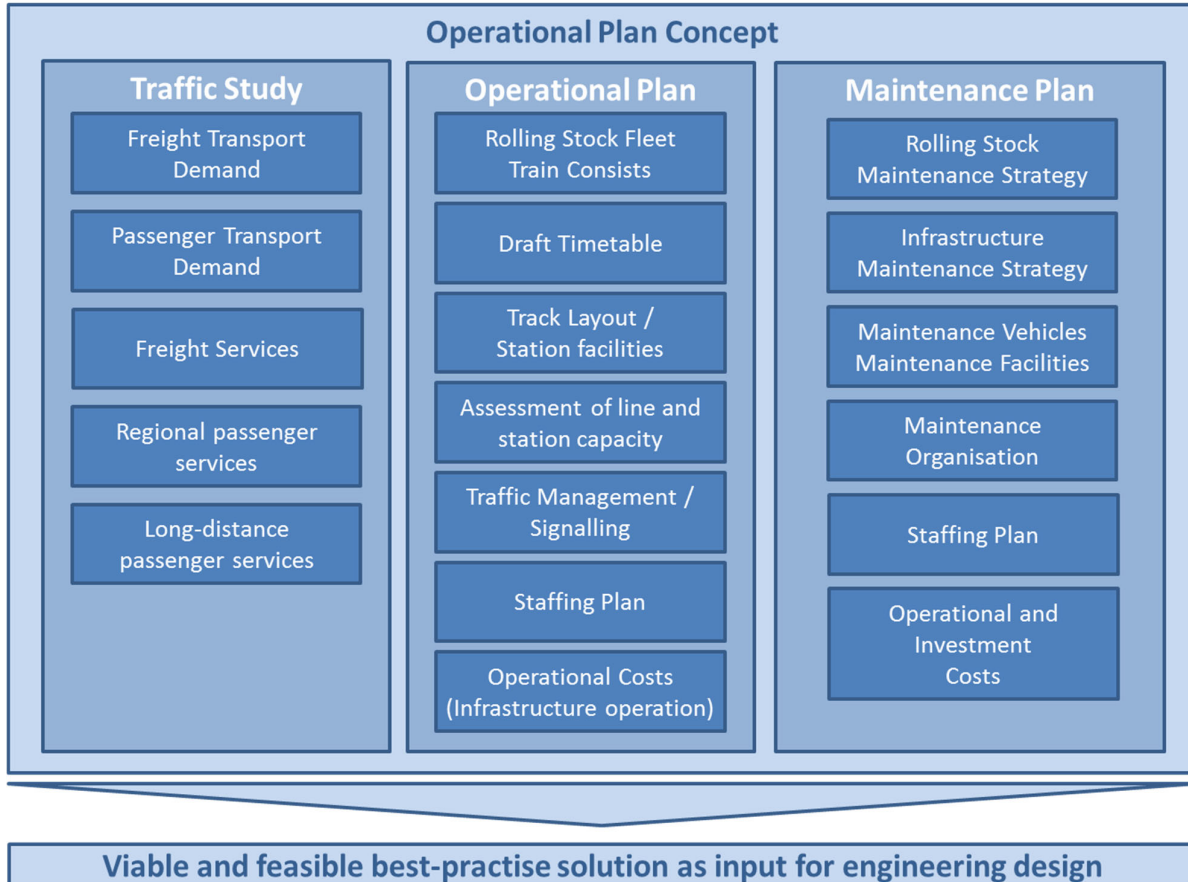 Operational Plan Concept
Traffic Study
Freight Transport
Demand
Passenger Transport
Demand
Freight Services
Regional passenger
services
Long-distance
passenger services
Operational Plan
Rolling Stock Fleet
Train Consists
Draft Timetable
Track Layout /
Station facilities
Assessment of line and
station capacity
Traffic Management /
Signalling
Staffing Plan
Operational Costs
(Infrastructure operation)
Maintenance Plan
Rolling Stock
Maintenance Strategy
Infrastructure
Maintenance Strategy
Maintenance Vehicles
Maintenance Facilities
Maintenance
Organisation
Staffing Plan
Operational and
Investment
Costs
Viable and feasible best-practise solution as input for engineering design